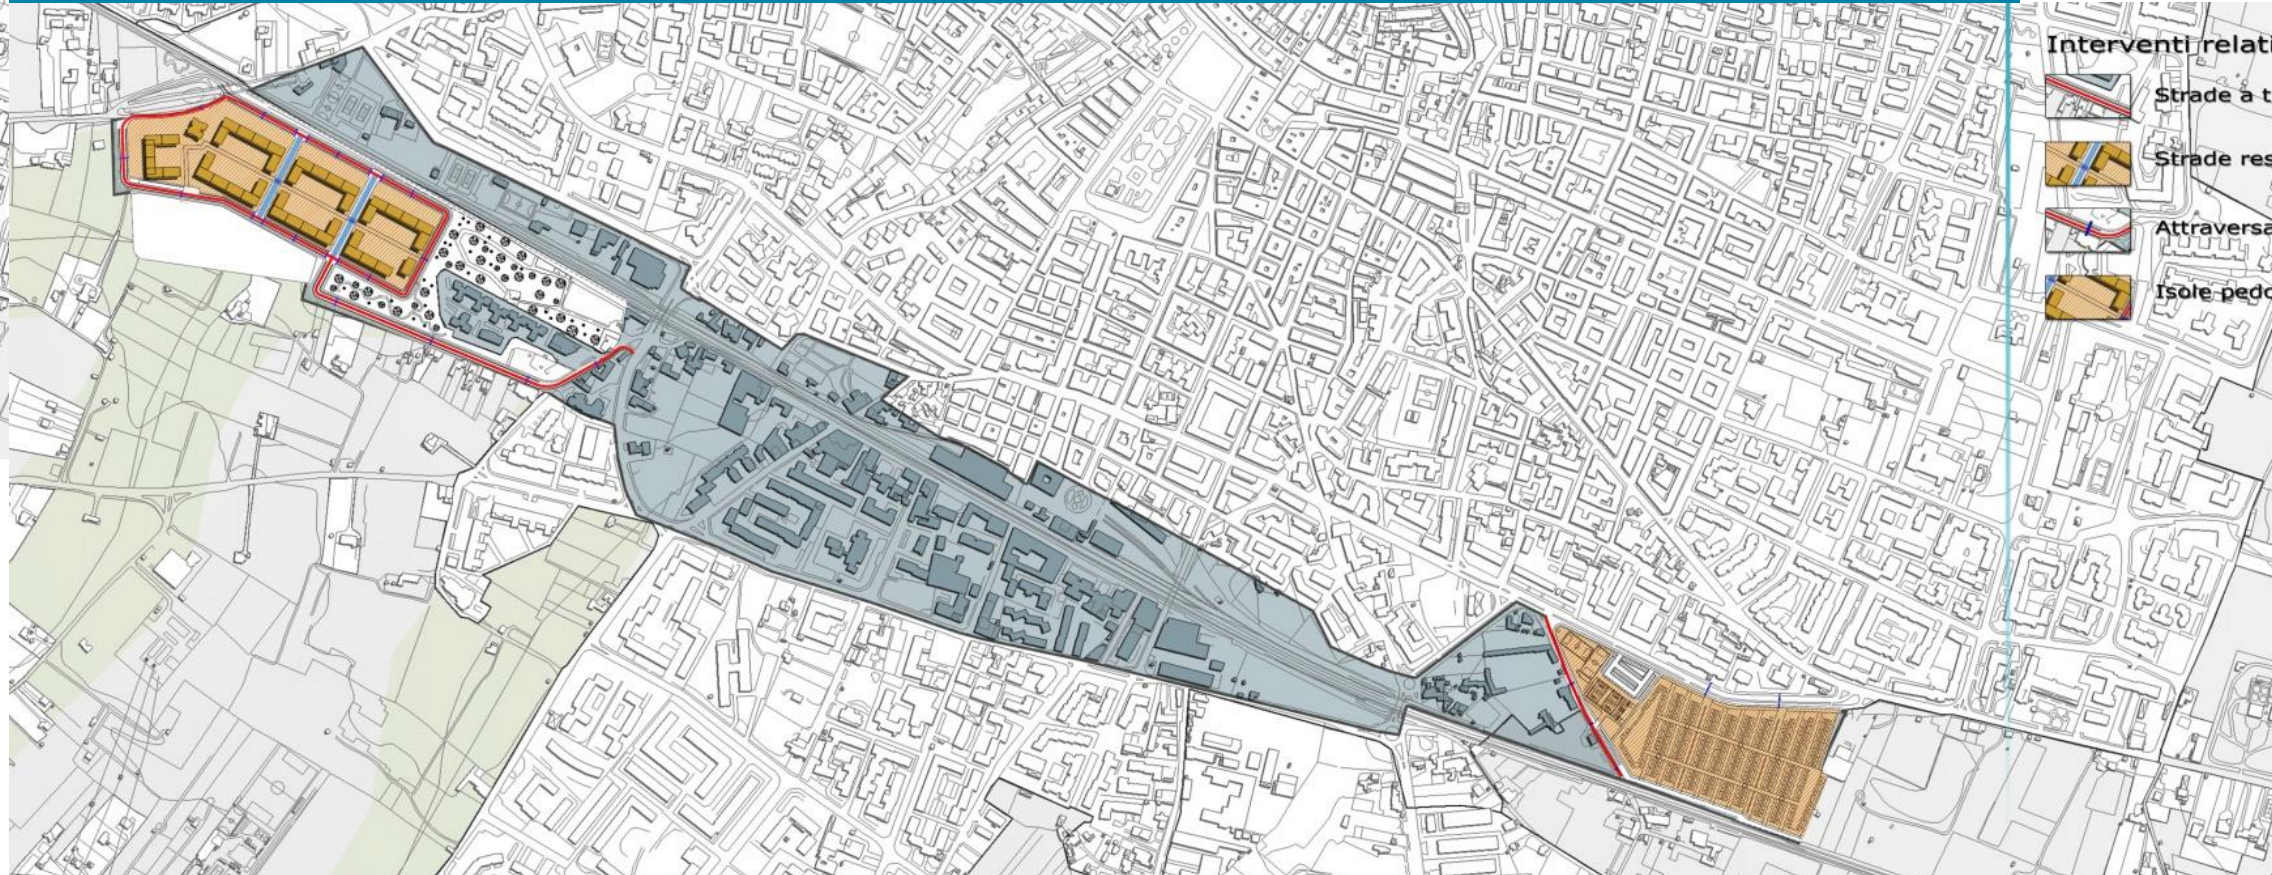 Interventi relati
Strade a t
Strade res
Attraversa
Isole pedo